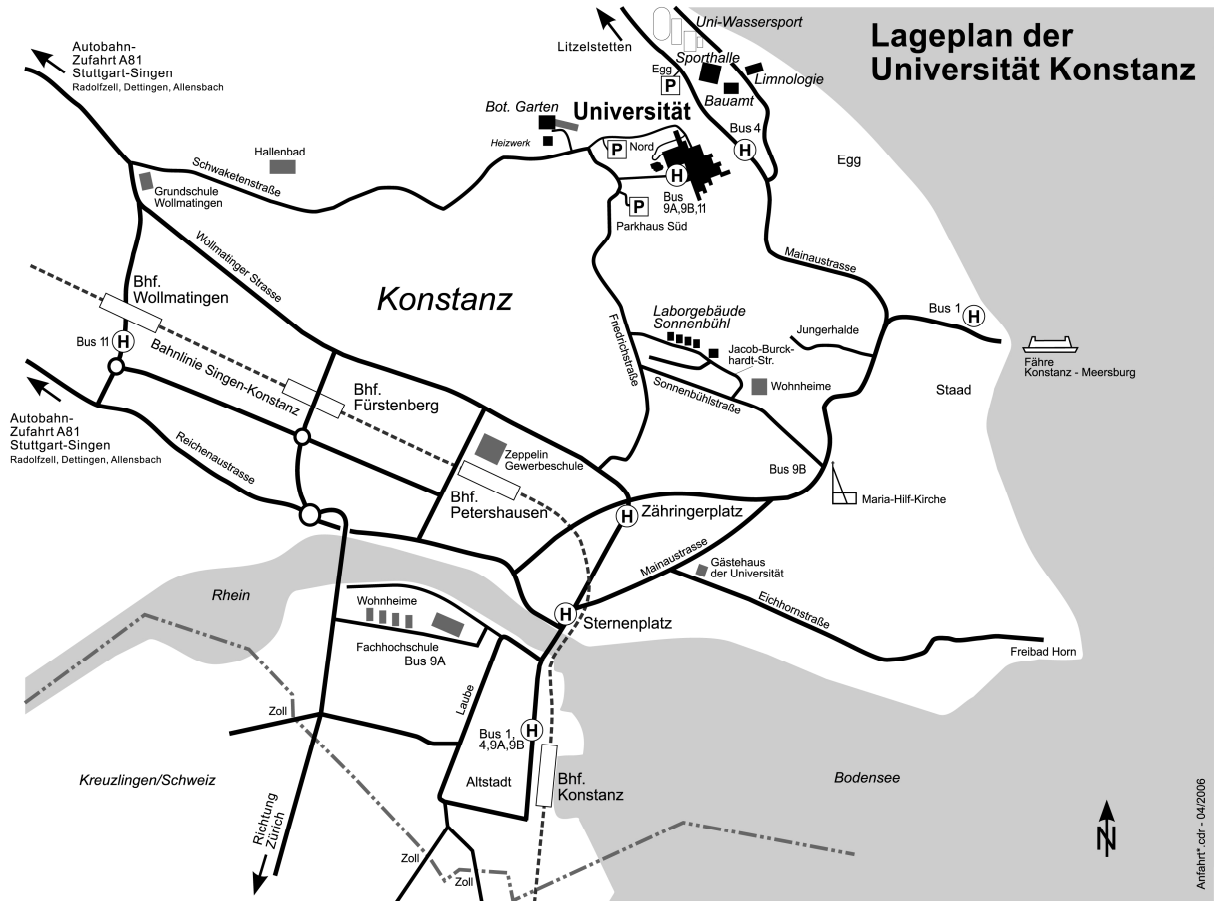 Lageplan der
Universität Konstanz
Autobahn-
Zufahrt A81
Stuttgart-Singen
Radolfzell, Dettingen, Allensbach
Litzelstetten
Uni-Wassersport
Sporthalle
Egg
P
Limnologie
Bauamt
Bus 4
H
Egg
Bot. Garten
Universität
Heizwerk
P
Nord
H
Bus
9A,9B,11
P
Parkhaus Süd
Hallenbad
Schwaketenstraße
Grundschule
Wollmatingen
Wollmatinger Strasse
Mainaustrasse
Bhf.
Wollmatingen
Konstanz
Bus 11
H
Bahnlinie Singen-Konstanz
Friedrichstraße
Laborgebäude
Sonnenbühl
Jacob-Burck-
hardt-Str.
Wohnheime
Sonnenbühlstraße
Jungerhalde
Bus 1
H
Fähre
Konstanz - Meersburg
Staad
Bhf.
Fürstenberg
Autobahn-
Zufahrt A81
Stuttgart-Singen
Radolfzell, Dettingen, Allensbach
Reichenaustrasse
Zeppelin
Gewerbeschule
Bhf.
Petershausen
Bus 9B
Maria-Hilf-Kirche
H
Zähringerplatz
Mainaustrasse
Gästehaus
der Universität
Eichhornstraße
Freibad Horn
Rhein
Wohnheime
Fachhochschule
Bus 9A
H
Sternenplatz
Zoll
Laube
Bus 1,
4,9A,9B
H
Altstadt
Bhf.
Konstanz
Kreuzlingen/Schweiz
Bodensee
Richtung
Zürich
Zoll
Zoll
N
Anfahrt*.cdr - 04/2006